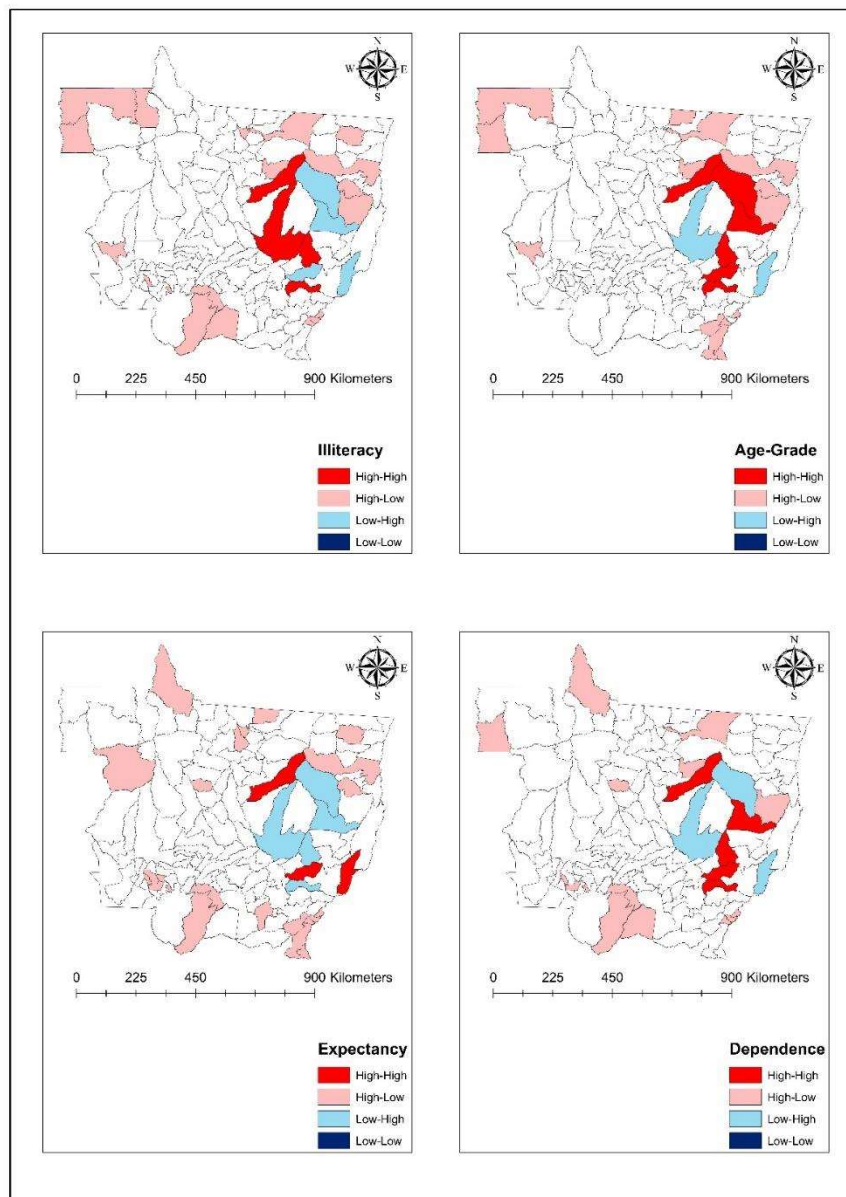 N
W E
S
N
W E
S
0 225 450 900 Kilometers
0 225 450 900 Kilometers
Illiteracy
High-High
High-Low
Low-High
Low-Low
Age-Grade
High-High
High-Low
Low-High
Low-Low
N
W E
S
N
W E
S
0 225 450 900 Kilometers
0 225 450 900 Kilometers
Expectancy
High-High
High-Low
Low-High
Low-Low
Dependence
High-High
High-Low
Low-High
Low-Low